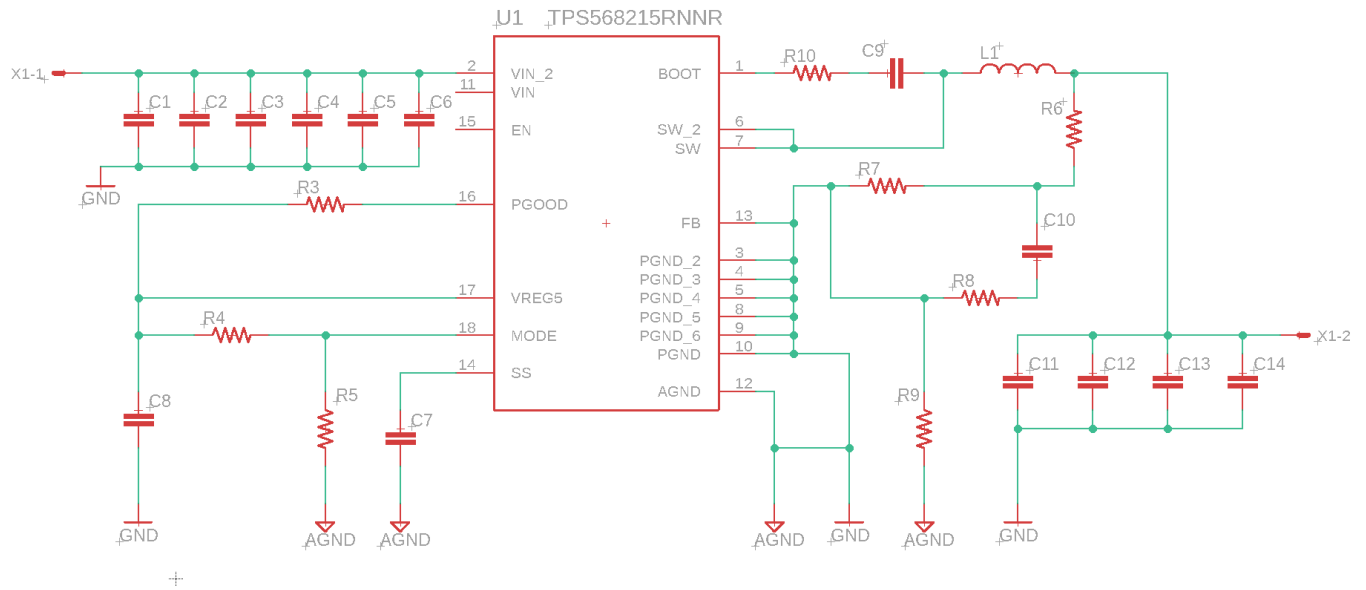 U1 TPS568215RNNR
X1-1
C1 C2 C3 C4 C5 C6
GND
2 VIN_2
11 VIN
15 EN
R3
16 PGOOD
17 VREG5
R4
18 MODE
14 SS
C8
R5
C7
GND
AGND
AGND
BOOT 1
R10
C9
L1
SW_2 6
SW 7
R6
R7
FB 13
C10
PGND_2 3
PGND_3 4
PGND_4 5
PGND_5 8
PGND_6 9
PGND 10
AGND 12
R8
R9
X1-2
C11 C12 C13 C14
AGND
GND
AGND
GND